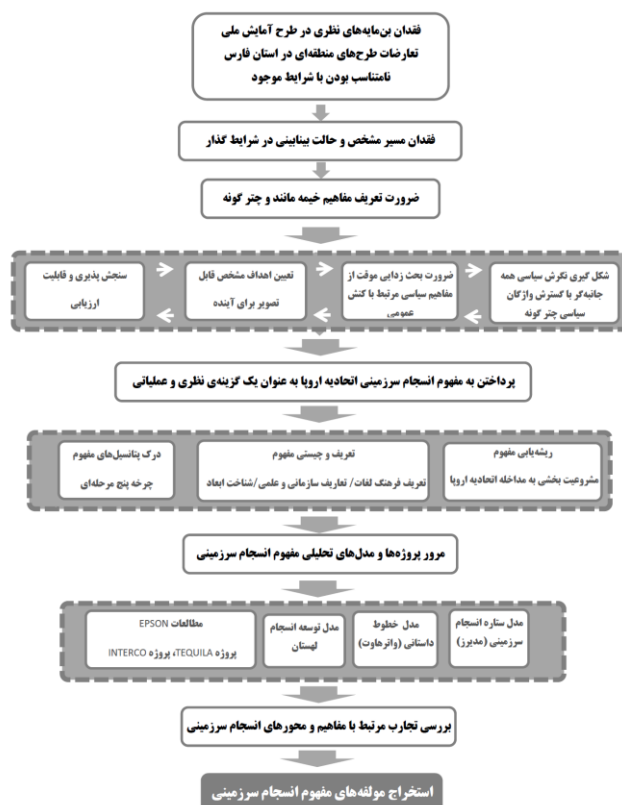 فقدان بن‌مایه‌های نظری در طرح آمایش ملی
تعارضات طرح‌های منطقه‌ای در استان فارس
نامتناسب بودن با شرایط موجود
فقدان مسیر مشخص و حالت بینابینی در شرایط گذار
ضرورت تعریف مفاهیم خیمه مانند و چتر گونه
شکل گیری نگرش سیاسی همه
جانبه‌گر با گسترش واژگان
سیاسی چتر گونه
ضرورت بحث زدایی موقت از
مفاهیم سیاسی مرتبط با کنش
عمومی
تعیین اهداف مشخص قابل
تصویر برای آینده
سنجش پذیری و قابلیت
ارزیابی
پرداختن به مفهوم انسجام سرزمینی اتحادیه اروپا به عنوان یک گزینه‌ی نظری و عملیاتی
ریشه‌یابی مفهوم
مشروعیت بخشی به مداخله اتحادیه اروپا
تعریف و چیستی مفهوم
تعریف فرهنگ لغات/ تعاریف سازمانی و علمی/شناخت ابعاد
درک پتانسیل‌های مفهوم
چرخه پنج مرحله‌ای
مرور پروژه‌ها و مدل‌های تحلیلی مفهوم انسجام سرزمینی
مدل ستاره انسجام
سرزمینی (مدیرز)
مدل خطوط
داستانی (واترهاوت)
مدل توسعه انسجام
لهستان
مطالعات EPSON
پروژه TEQUILA، پروژه INTERCO
بررسی تجارب مرتبط با مفاهیم و محورهای انسجام سرزمینی
استخراج مولفه‌های مفهوم انسجام سرزمینی